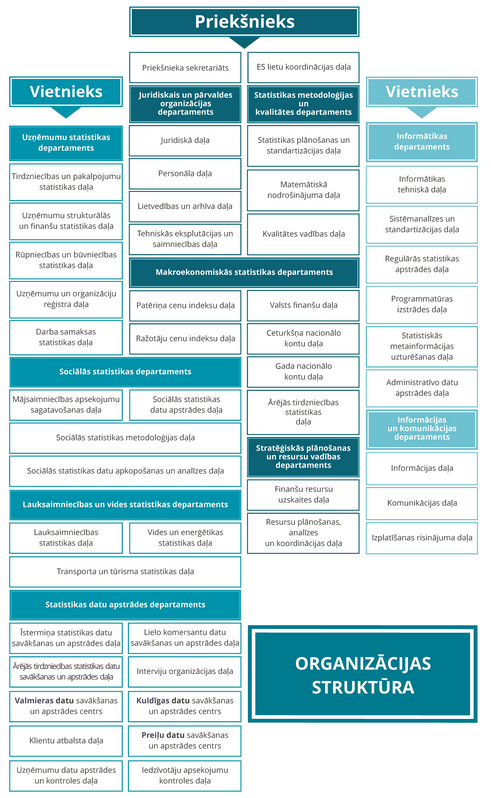 Priekšnieks
Priekšnieka sekretariāts
ES lietu koordinācijas daļa
Vietnieks
Uzņēmumu statistikas
departaments
Tirdzniecības un pakalpojumu
statistikas daļa
Uzņēmumu strukturālās
un finanšu statistikas daļa
Rūpniecības un būvniecības
statistikas daļa
Uzņēmumu un organizāciju
reģistra daļa
Darba samaksas
statistikas daļa
Juridiskais un pārvaldes
organizācijas
departaments
Juridiskā daļa
Personāla daļa
Lietvedības un arhīva daļa
Tehniskās eksplutācijas un
saimniecības daļa
Statistikas metodoloģijas
un
kvalitātes departaments
Statistikas plānošanas un
standartizācijas daļa
Matemātiskā
nodrošinājuma daļa
Kvalitātes vadības daļa
Vietnieks
Informātikas
departaments
Informātikas
tehniskā daļa
Sistēmanalīzes un
standartizācijas daļa
Regulārās statistikas
apstrādes daļa
Programmatūras
izstrādes daļa
Statistiskās
metainformācijas
uzturēšanas daļa
Administratīvo datu
apstrādes daļa
Informācijas
un komunikācijas
departaments
Informācijas daļa
Komunikācijas daļa
Izplatīšanas risinājuma daļa
Makroekonomiskās statistikas departaments
Patēriņa cenu indeksu daļa
Ražotāju cenu indeksu daļa
Valsts finanšu daļa
Ceturkšņa nacionālo
kontu daļa
Gada nacionālo
kontu daļa
Ārējās tirdzniecības
statistikas
daļa
Stratēģiskās plānošanas
un resursu vadības
departaments
Finanšu resursu
uzskaites daļa
Resursu plānošanas,
analīzes
un koordinācijas daļa
Sociālās statistikas departaments
Mājsaimniecības apsekojumu
sagatavošanas daļa
Sociālās statistikas
datu apstrādes daļa
Sociālās statistikas metodoloģijas daļa
Sociālās statistikas datu apkopošanas un analīzes daļa
Lauksaimniecības un vides statistikas departaments
Lauksaimniecības
statistikas daļa
Vides un enerģētikas
statistikas daļa
Transporta un tūrisma statistikas daļa
Statistikas datu apstrādes departaments
Īstermiņa statistikas datu
savākšanas un apstrādes daļa
Lielo komersantu datu
savākšanas un apstrādes daļa
Ārējās tirdzniecības statistikas datu
savākšanas un apstrādes daļa
Interviju organizācijas daļa
Valmieras datu savākšanas
un apstrādes centrs
Kuldīgas datu savākšanas
un apstrādes centrs
Klientu atbalsta daļa
Preiļu datu savākšanas
un apstrādes centrs
Uzņēmumu datu apstrādes
un kontroles daļa
Iedzīvotāju apsekojumu
kontroles daļa
ORGANIZĀCIJAS
STRUKTŪRA